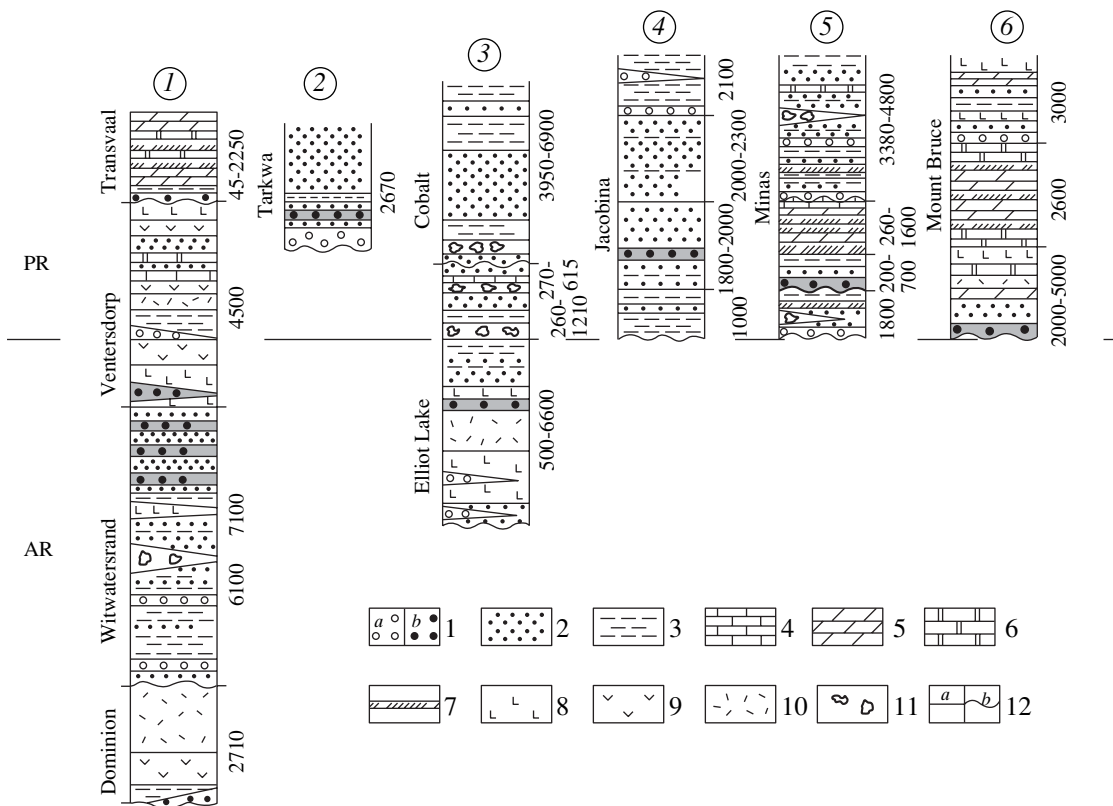 1
2
3
4
5
6
PR
AR
Transvaal
45-2250
Ventersdorp
4500
Witwatersrand
7100
6100
Dominion
2710
Tarkwa
2670
Cobalt
3950-6900
270-
615
260-
1210
Elliot Lake
500-6600
Jacobina
2100
2000-2300
1800-2000
1000
Minas
3380-4800
260-
1600
200-
700
1800
Mount Bruce
3000
2600
2000-5000
a b 1
2
3
4
5
6
7
8
9
10
11
a b 12